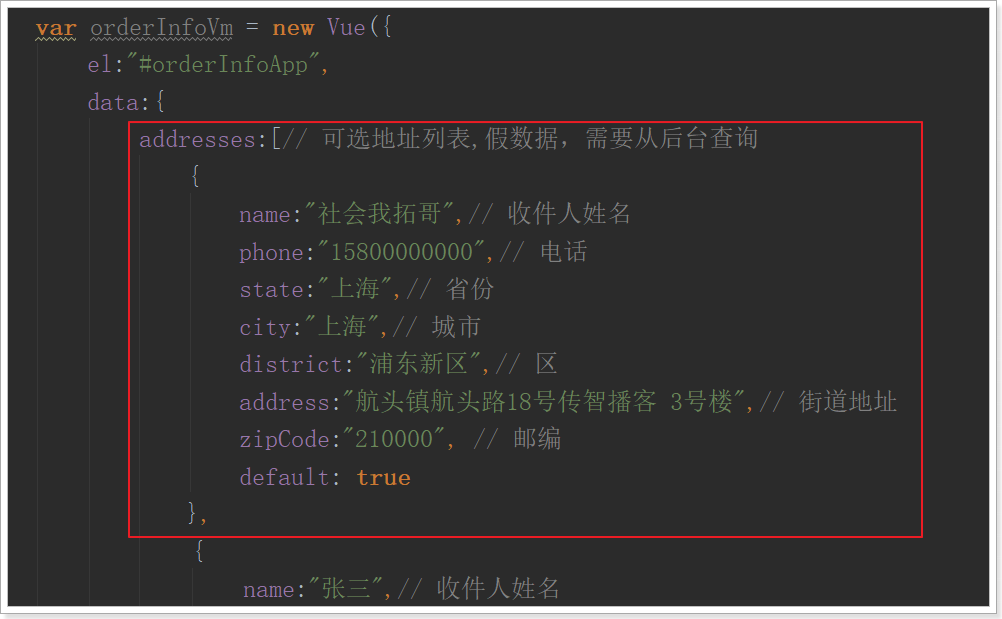 var orderInfoVm = new Vue({
el:"#orderInfoApp",
data:{
addresses:[// 可选地址列表,假数据，需要从后台查询
{
name:"社会我拓哥",// 收件人姓名
phone:"15800000000",// 电话
state:"上海",// 省份
city:"上海",// 城市
district:"浦东新区",// 区
address:"航头镇航头路18号传智播客 3号楼",// 街道地址
zipCode:"210000", // 邮编
default: true
},
{
name:"张三",// 收件人姓名